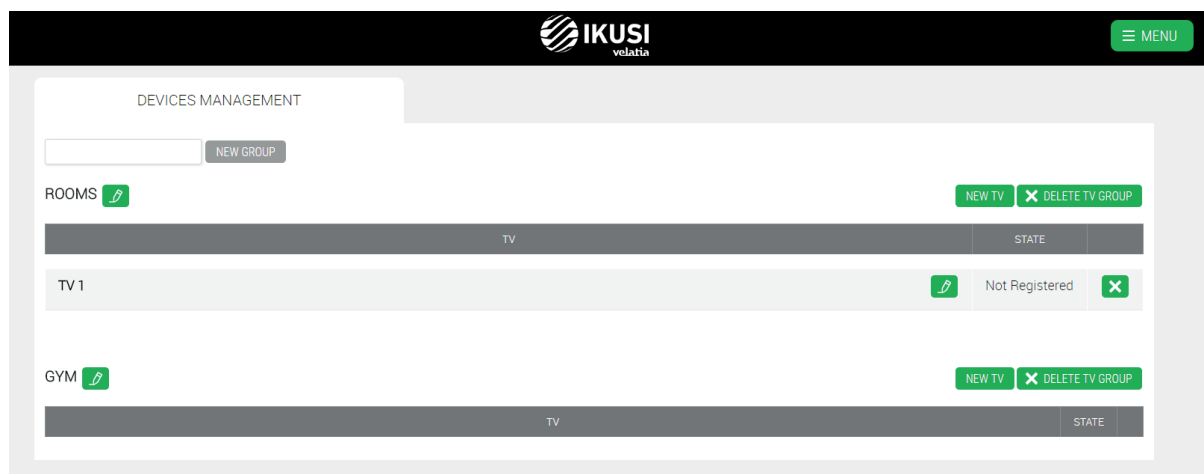 IKUSI
velatia
MENU
DEVICES MANAGEMENT
NEW GROUP
ROOMS NEW TV DELETE TV GROUP
TV STATE
TV 1 Not Registered
GYM NEW TV DELETE TV GROUP
TV STATE